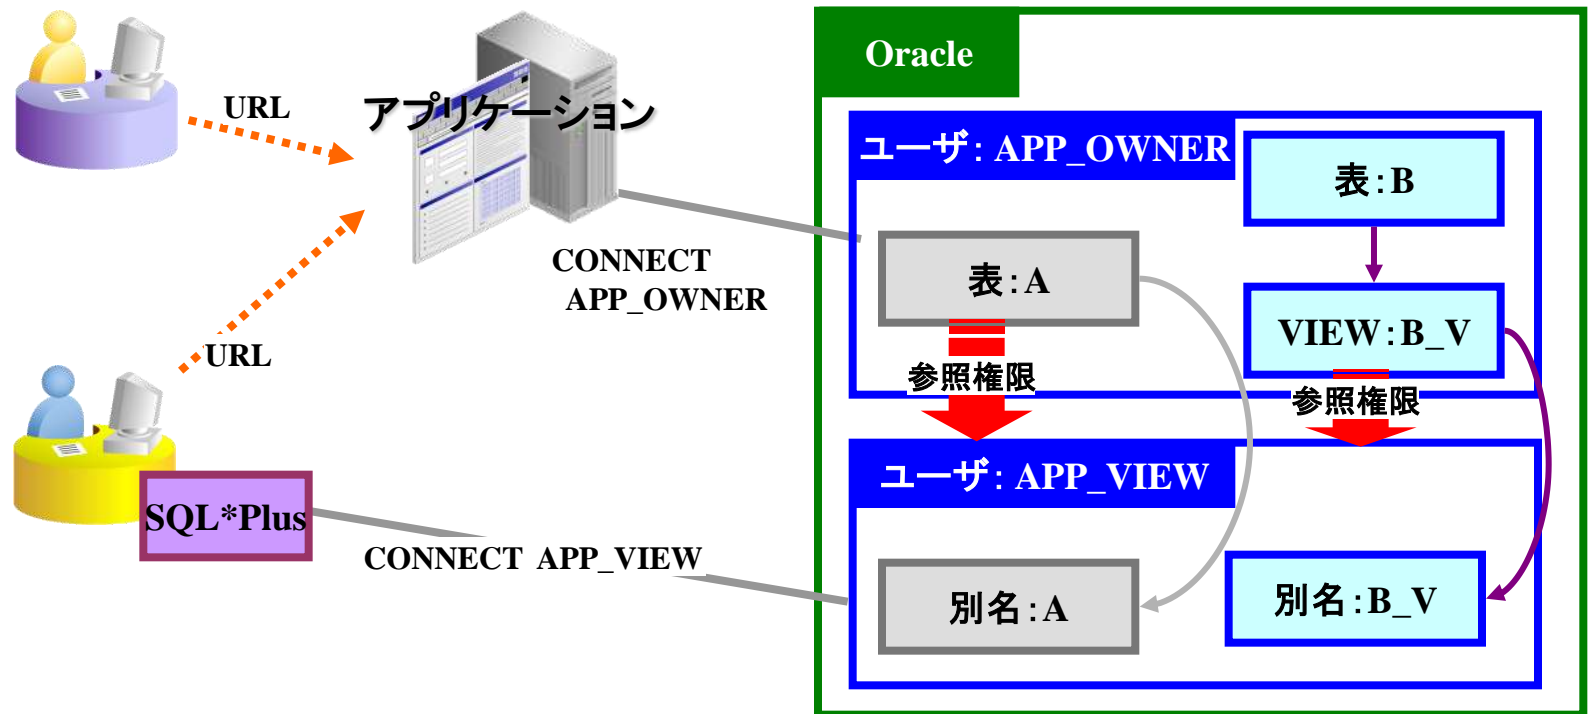 URL
アプリケーション
CONNECT
APP_OWNER
URL
SQL*Plus
CONNECT APP_VIEW
Oracle
ユーザ：APP_OWNER
表：B
表：A
VIEW：B_V
参照権限
参照権限
ユーザ：APP_VIEW
別名：A
別名：B_V